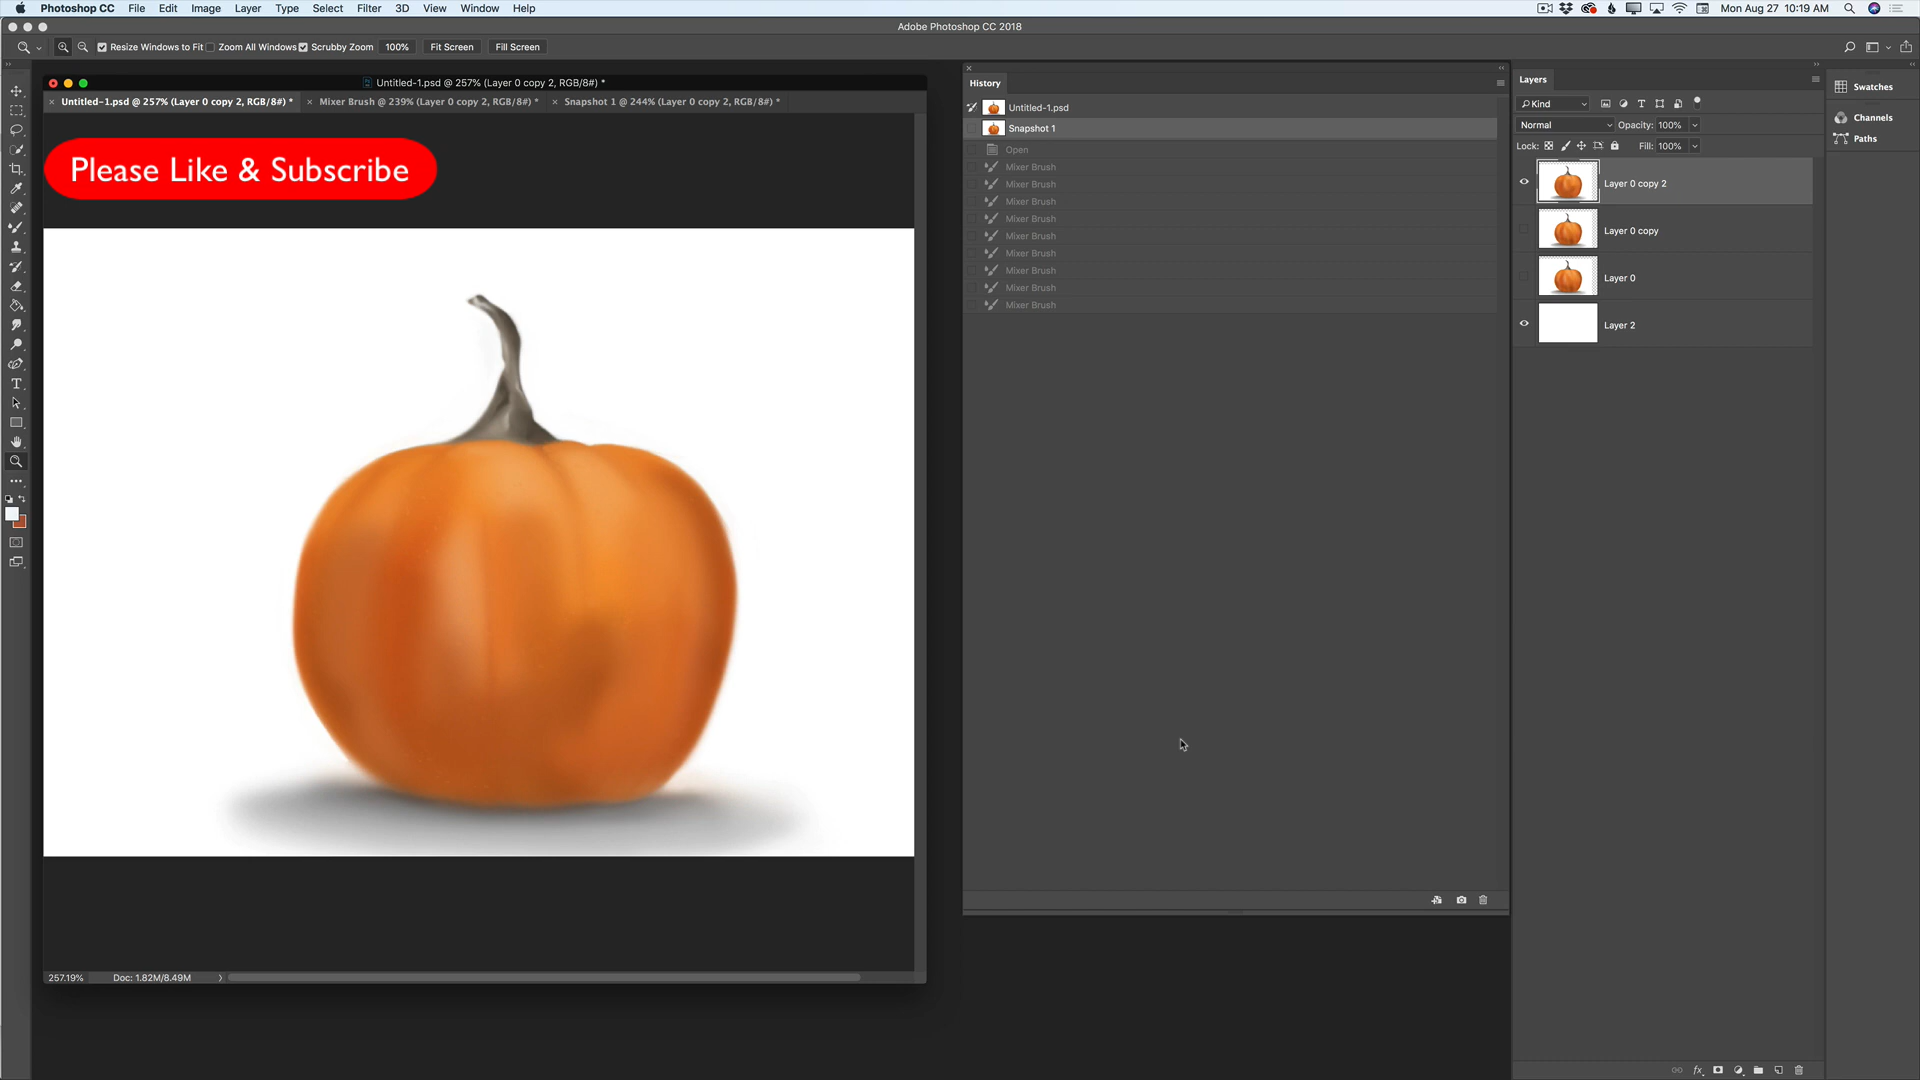 Photoshop CC File Edit Image Layer Type Select Filter 3D View Window Help Mon Aug 27 10:19 AM
Adobe Photoshop CC 2018
Resize Windows to Fit Zoom All Windows Scrubby Zoom 100% Fit Screen Fill Screen
Untitled-1.psd @ 257% (Layer 0 copy 2, RGB/8#) *
Untitled-1.psd @ 257% (Layer 0 copy 2, RGB/8#) * Mixer Brush @ 239% (Layer 0 copy 2, RGB/8#) * Snapshot 1 @ 244% (Layer 0 copy 2, RGB/8#) *
Please Like & Subscribe
257.19% Doc: 1.82M/8.49M
History
Untitled-1.psd
Snapshot 1
Open
Mixer Brush
Mixer Brush
Mixer Brush
Mixer Brush
Mixer Brush
Mixer Brush
Mixer Brush
Mixer Brush
Mixer Brush
Layers
Kind
Normal Opacity: 100%
Lock: Fill: 100%
Layer 0 copy 2
Layer 0 copy
Layer 0
Layer 2
Swatches
Channels
Paths